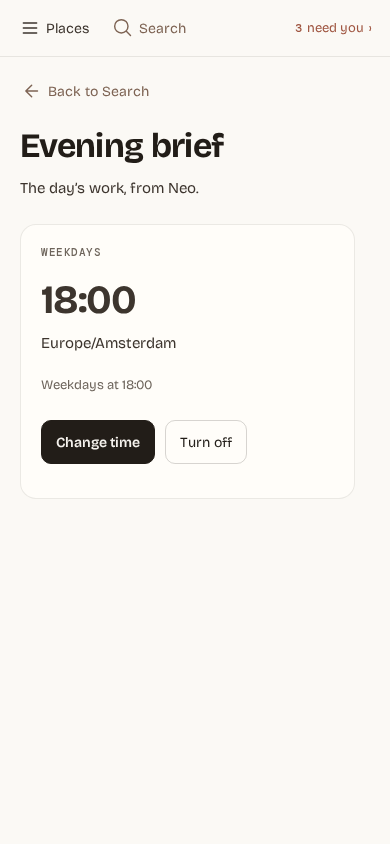 Places
Search
3 need you ›
Back to Search
Evening brief
The day's work, from Neo.
WEEKDAYS
18:00
Europe/Amsterdam
Weekdays at 18:00
Change time
Turn off